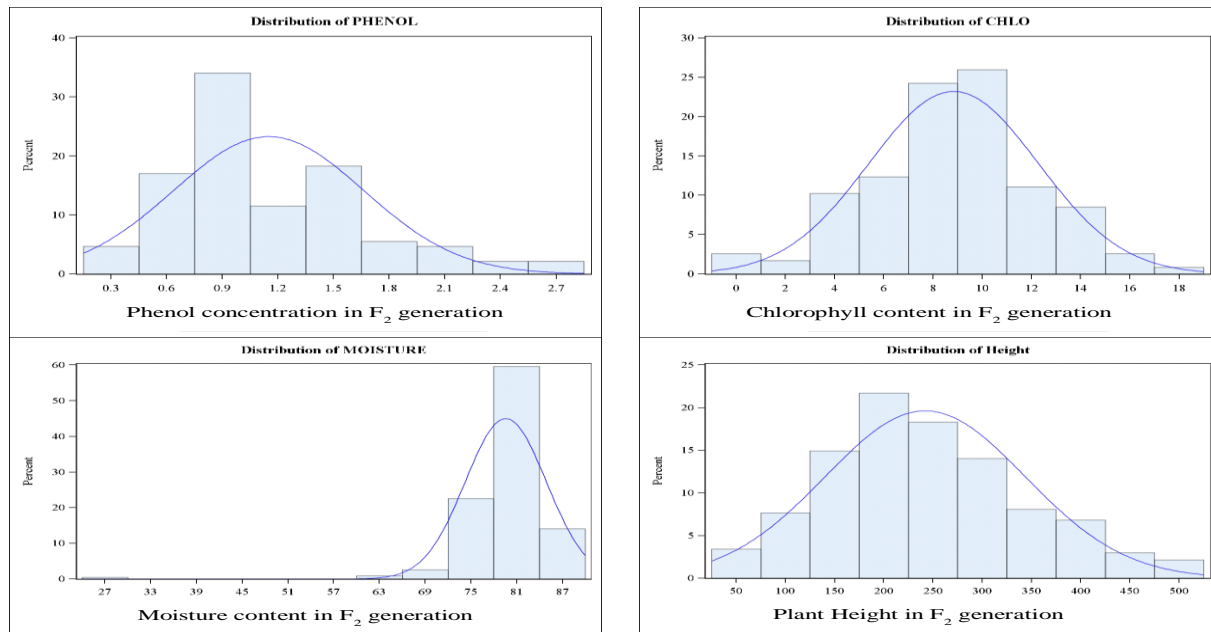 Distribution of PHENOL
40
30
20
10
0
Percent
0.3 0.6 0.9 1.2 1.5 1.8 2.1 2.4 2.7
Phenol concentration in F₂ generation
Distribution of CHLO
30
25
20
15
10
5
0
Percent
0 2 4 6 8 10 12 14 16 18
Chlorophyll content in F₂ generation
Distribution of MOISTURE
60
50
40
30
20
10
0
Percent
27 33 39 45 51 57 63 69 75 81 87
Moisture content in F₂ generation
Distribution of Height
25
20
15
10
5
0
Percent
50 100 150 200 250 300 350 400 450 500
Plant Height in F₂ generation